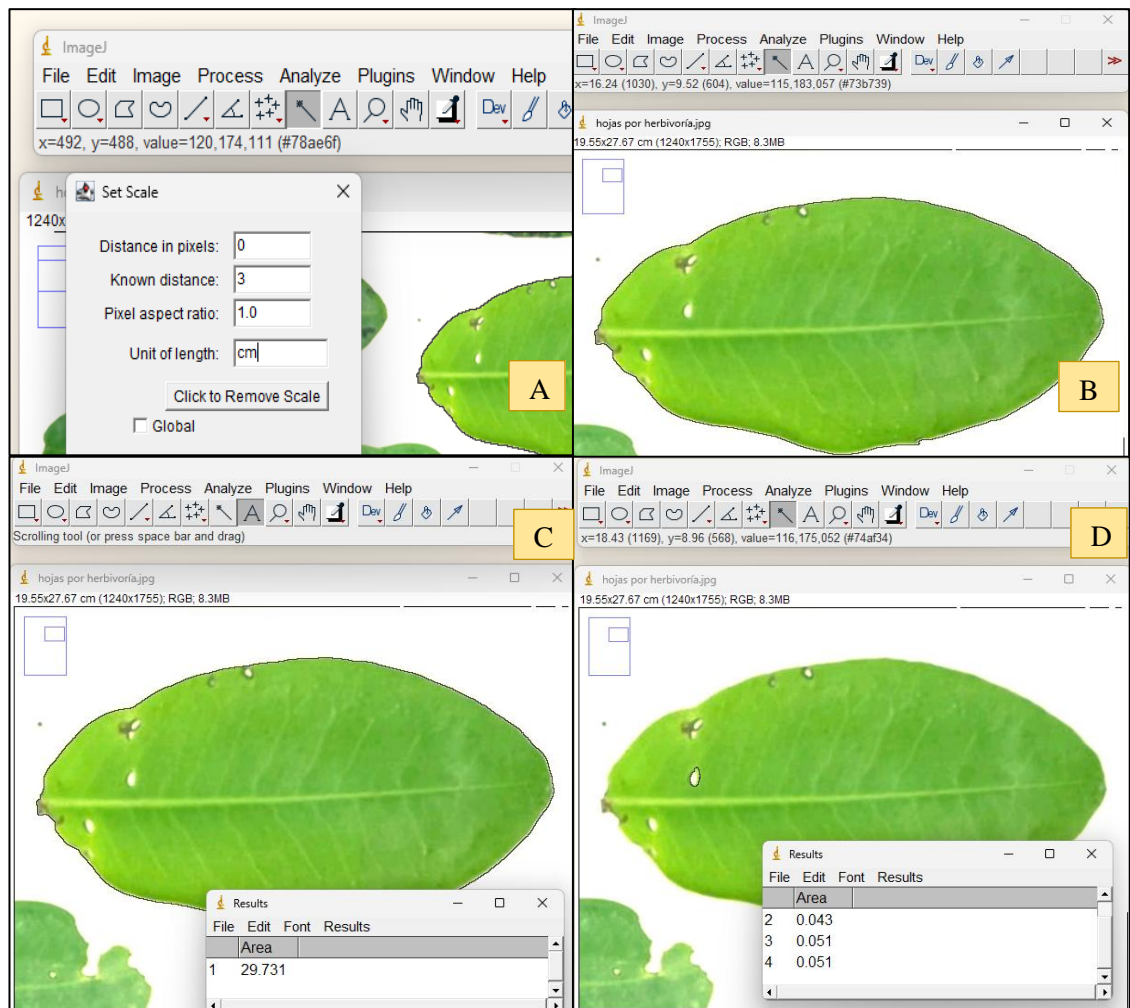 ImageJ
File Edit Image Process Analyze Plugins Window Help
A Dev
x=492, y=488, value=120,174,111 (#78ae6f)
Set Scale
1240x
Distance in pixels: 0
Known distance: 3
Pixel aspect ratio: 1.0
Unit of length: cm
Click to Remove Scale
Global
A
ImageJ
File Edit Image Process Analyze Plugins Window Help
A Dev
x=16.24 (1030), y=9.52 (604), value=115,183,057 (#73b739)
hojas por herbivoría.jpg
19.55x27.67 cm (1240x1755); RGB; 8.3MB
B
ImageJ
File Edit Image Process Analyze Plugins Window Help
A Dev
Scrolling tool (or press space bar and drag)
C
hojas por herbivoría.jpg
19.55x27.67 cm (1240x1755); RGB; 8.3MB
Results
File Edit Font Results
Area
1 29.731
ImageJ
File Edit Image Process Analyze Plugins Window Help
A Dev
x=18.43 (1169), y=8.96 (568), value=116,175,052 (#74af34)
D
hojas por herbivoría.jpg
19.55x27.67 cm (1240x1755); RGB; 8.3MB
Results
File Edit Font Results
Area
2 0.043
3 0.051
4 0.051